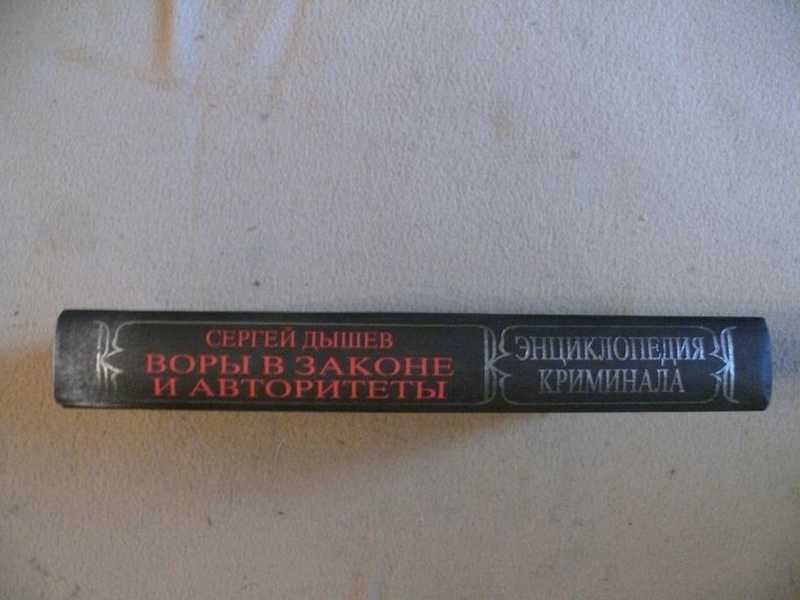 СЕРГЕЙ ДЫШЕВ
ВОРЫ В ЗАКОНЕ
И АВТОРИТЕТЫ
ЭНЦИКЛОПЕДИЯ
КРИМИНАЛА